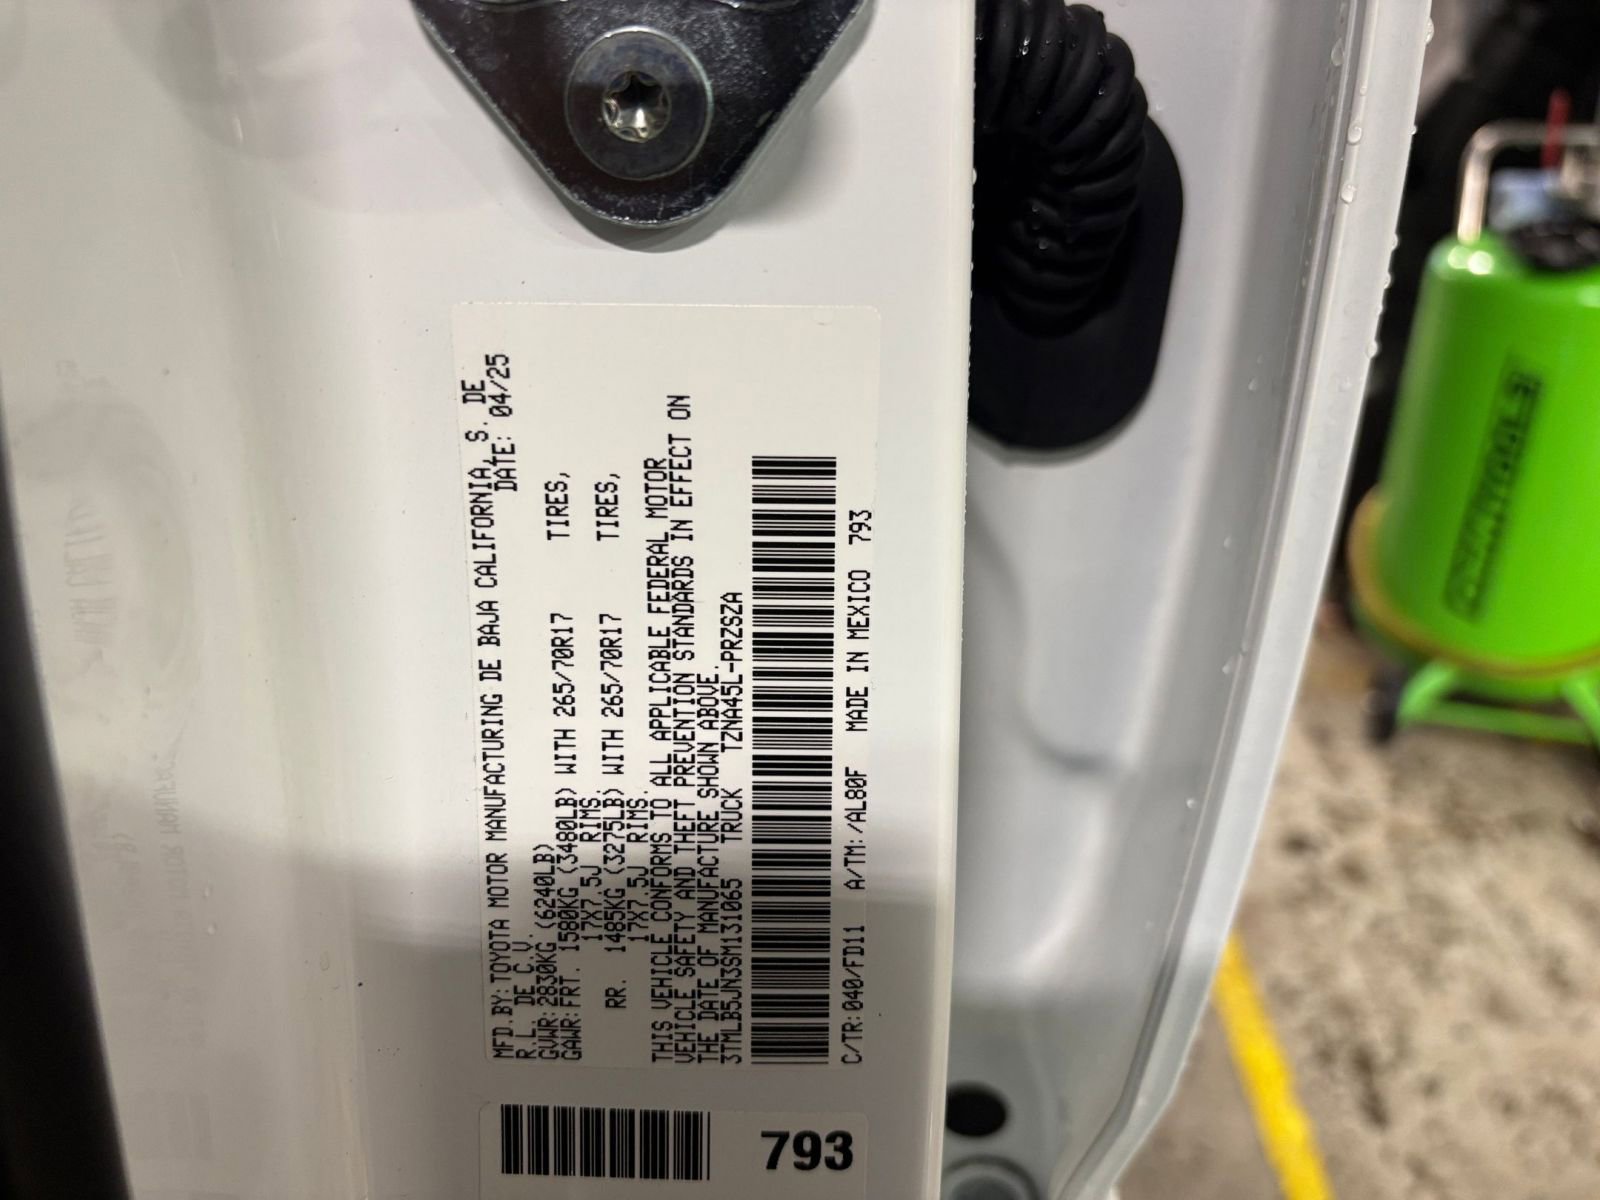 MFD.BY:TOYOTA MOTOR MANUFACTURING DE BAJA CALIFORNIA, S. DE
R.L. DE C.V. DATE: 04/25
GVWR:2830KG (6240LB)
GAWR:FRT. 1580KG (3480LB) WITH 265/70R17 TIRES,
17X7.5J RIMS.
RR. 1485KG (3275LB) WITH 265/70R17 TIRES,
17X7.5J RIMS.
THIS VEHICLE CONFORMS TO ALL APPLICABLE FEDERAL MOTOR
VEHICLE SAFETY AND THEFT PREVENTION STANDARDS IN EFFECT ON
THE DATE OF MANUFACTURE SHOWN ABOVE.
3TMLB5JN3SM131065 TRUCK TZNA45L-PRZSZA
C/TR:040/FD11 A/TM:/AL80F MADE IN MEXICO 793
793